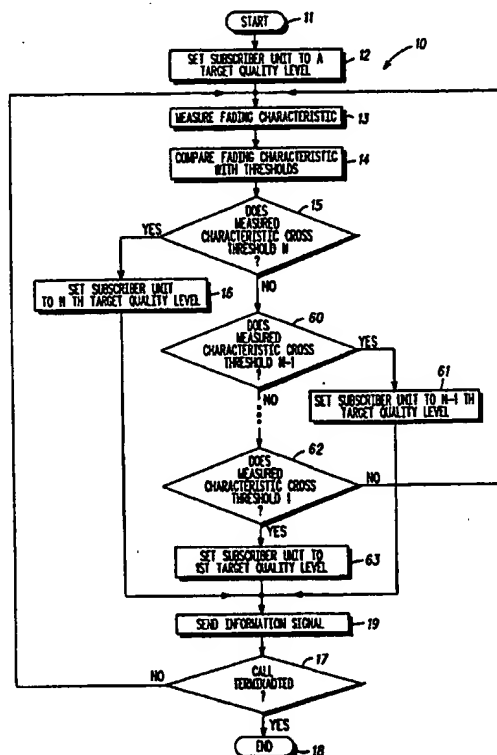 START
11
10
12
SET SUBSCRIBER UNIT TO A
TARGET QUALITY LEVEL
MEASURE FADING CHARACTERISTIC
13
COMPARE FADING CHARACTERISTIC
WITH THRESHOLDS
14
15
DOES
MEASURED
CHARACTERISTIC CROSS
THRESHOLD N
?
YES
NO
SET SUBSCRIBER UNIT
TO N TH TARGET QUALITY LEVEL
16
60
DOES
MEASURED
CHARACTERISTIC CROSS
THRESHOLD N-1
?
YES
NO
61
SET SUBSCRIBER UNIT TO N-1 TH
TARGET QUALITY LEVEL
62
DOES
MEASURED
CHARACTERISTIC CROSS
THRESHOLD 1
?
NO
YES
SET SUBSCRIBER UNIT TO
1ST TARGET QUALITY LEVEL
63
SEND INFORMATION SIGNAL
19
17
CALL
TERMINADTED
?
NO
YES
END
18